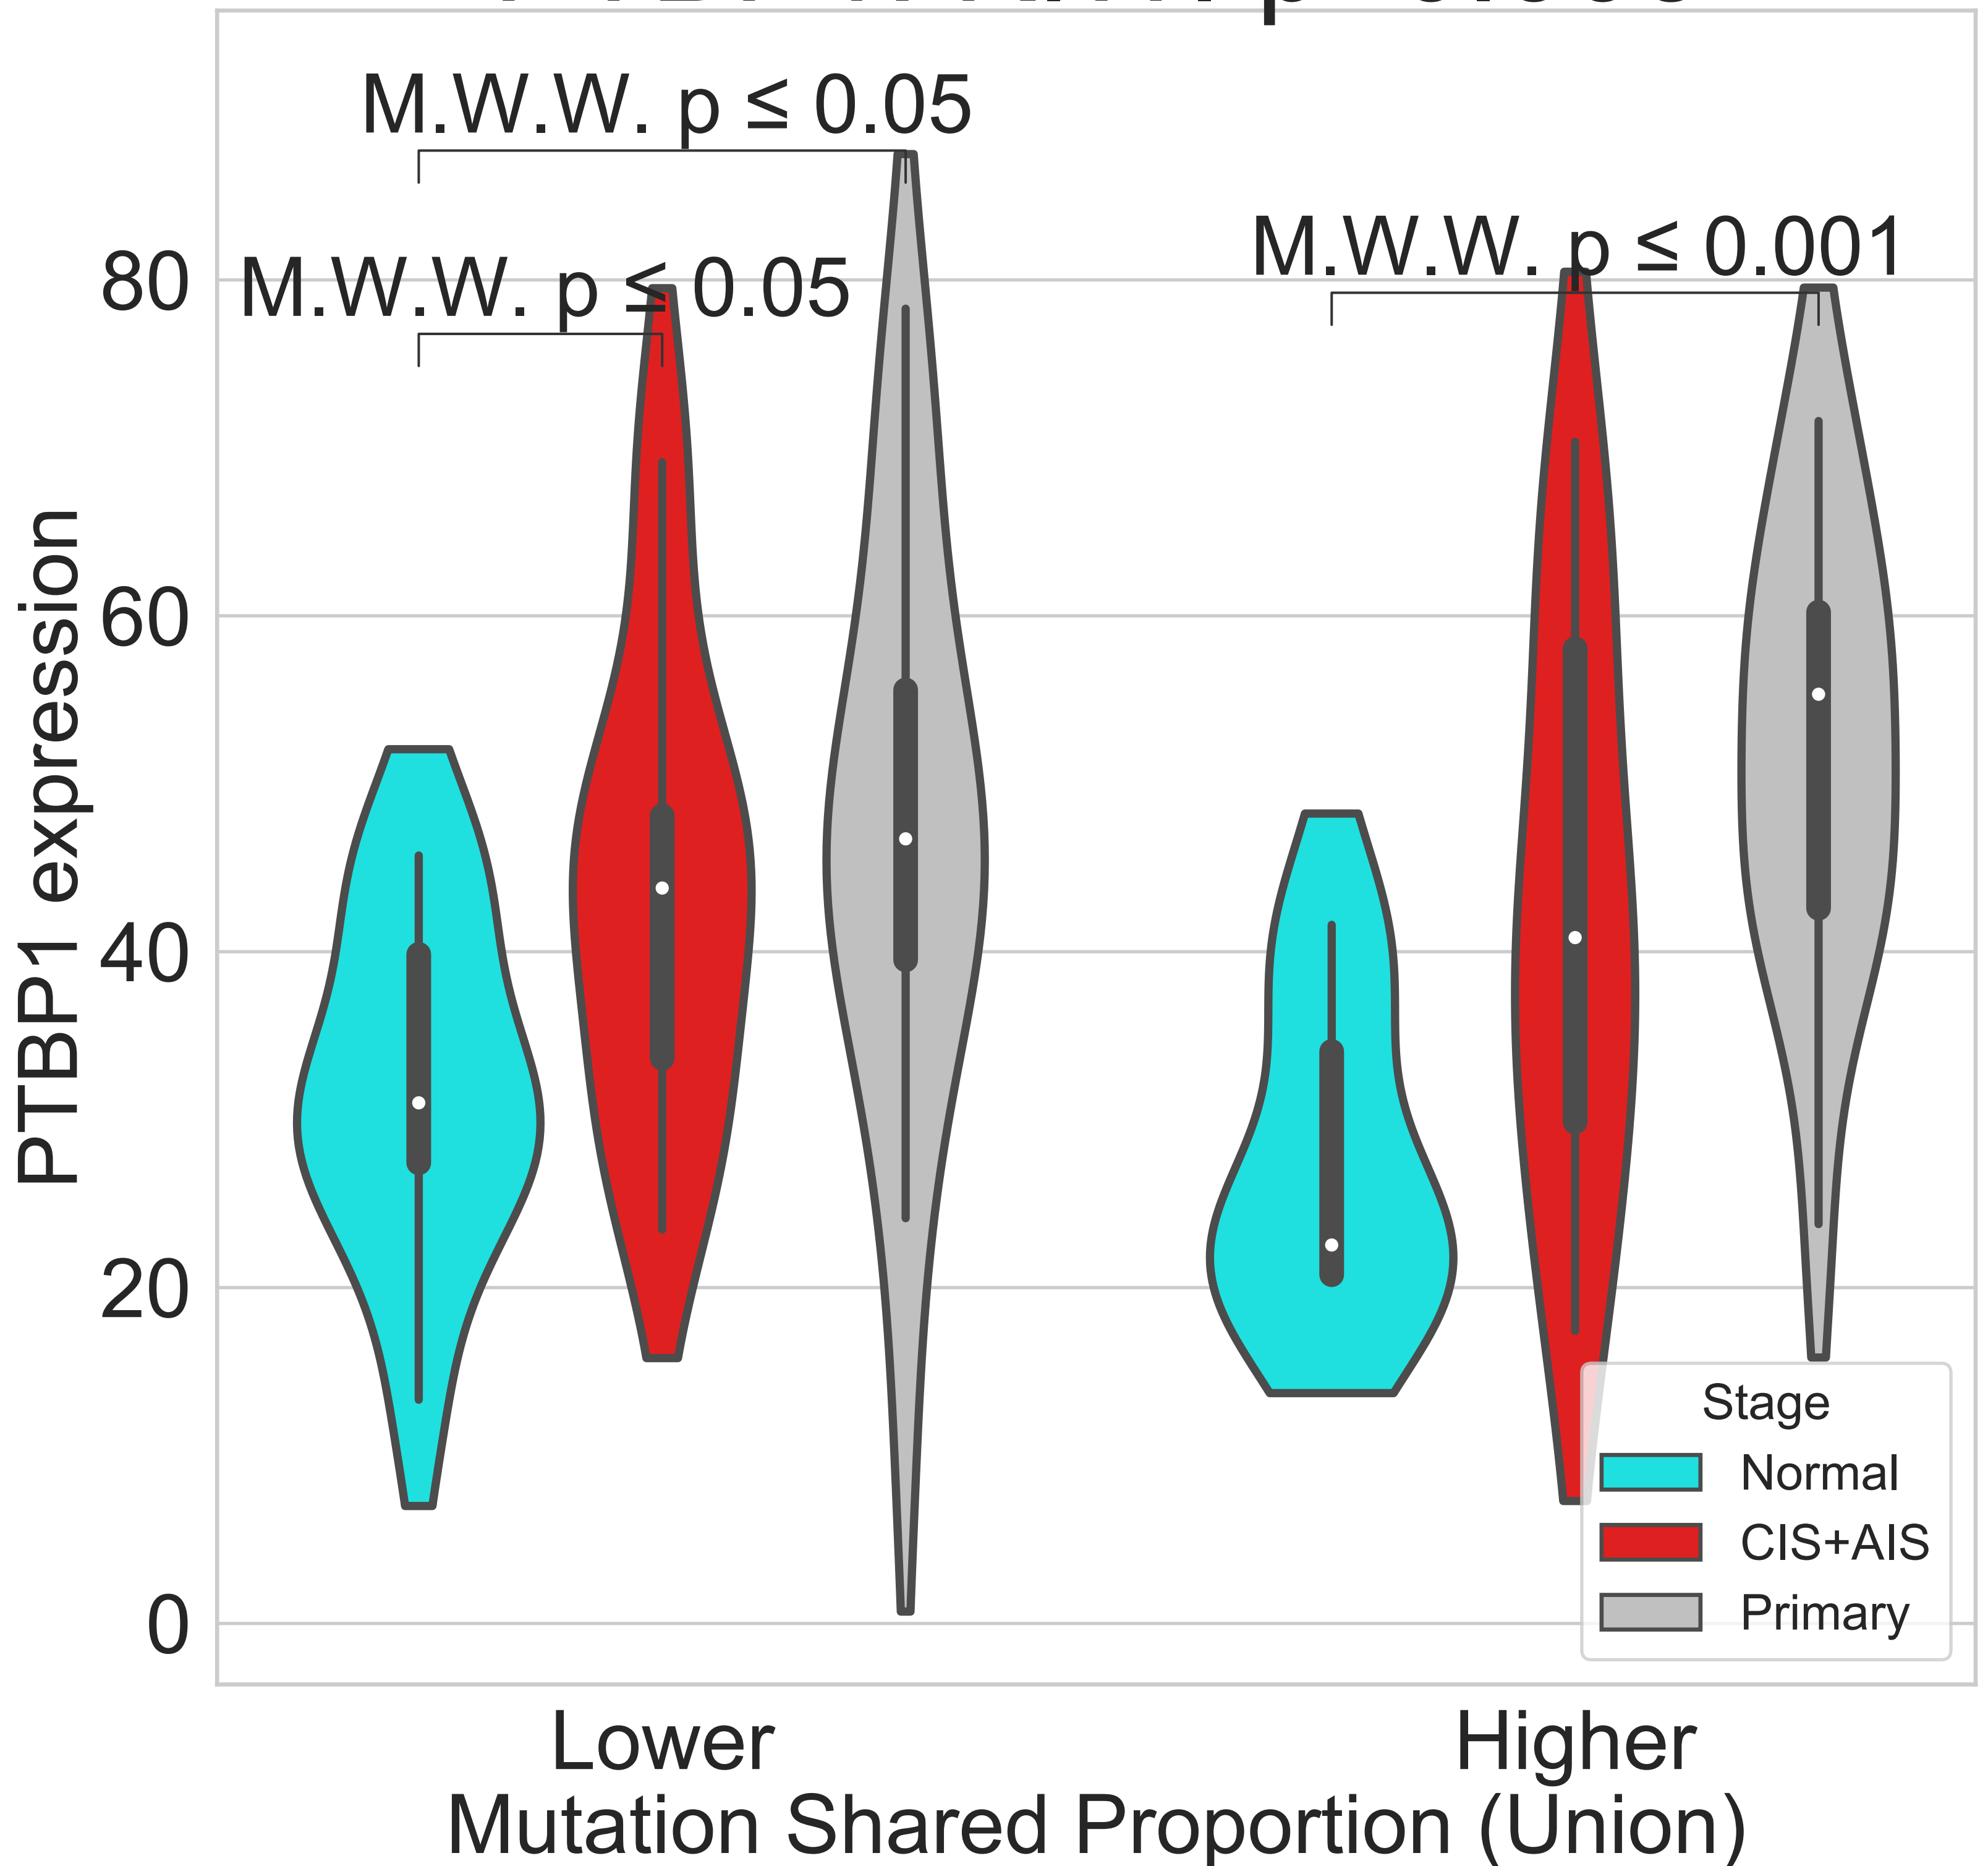 M.W.W. p ≤ 0.05
M.W.W. p ≤ 0.001
M.W.W. p ≤ 0.05
80
60
40
20
0
PTBP1 expression
Stage
Normal
CIS+AIS
Primary
Lower
Higher
Mutation Shared Proportion (Union)